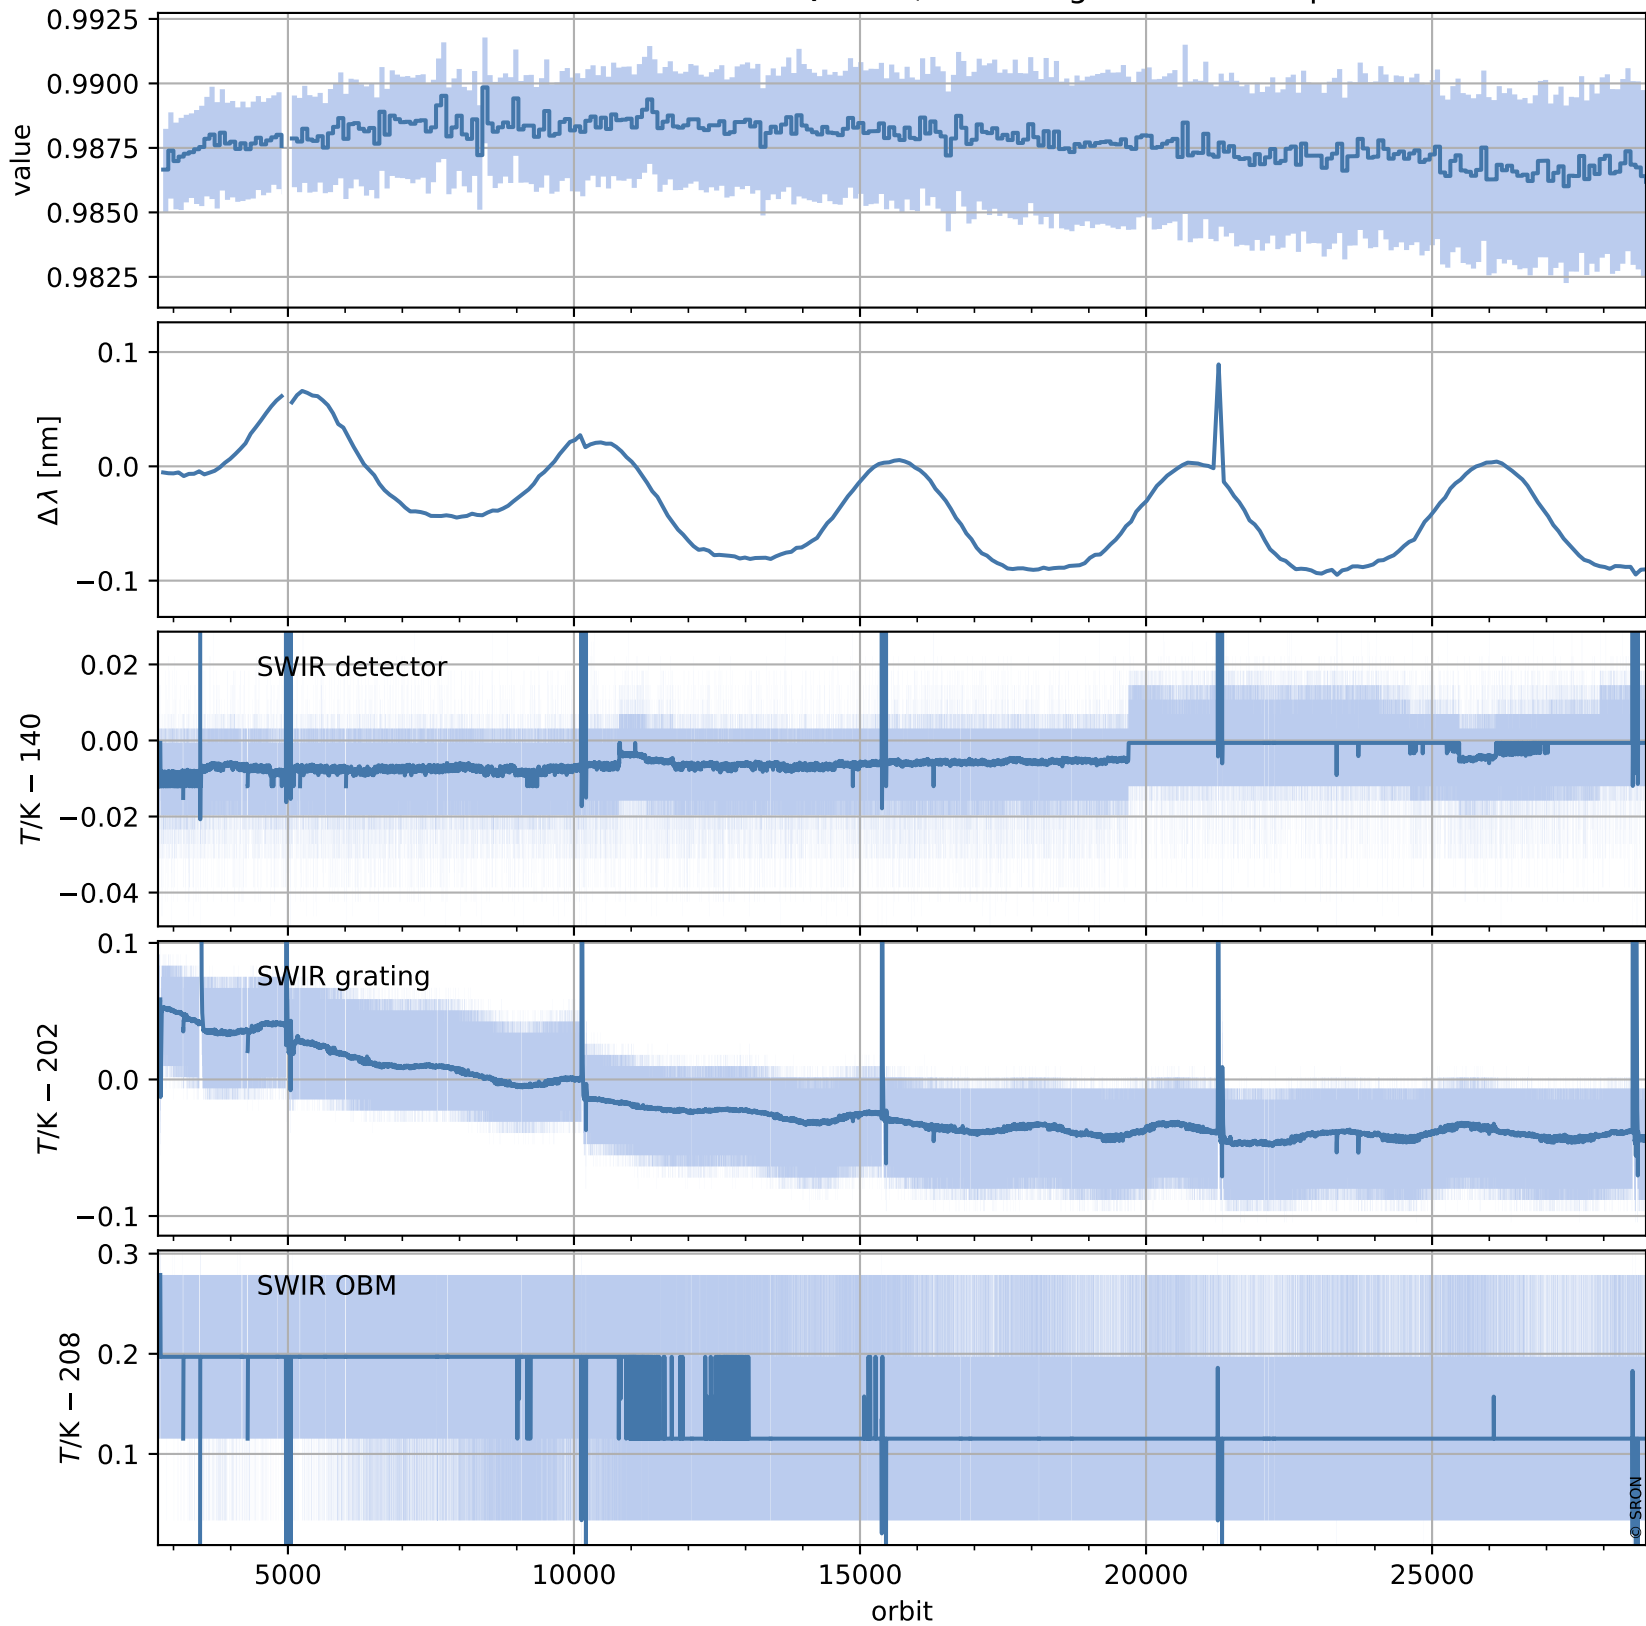 0.9925
0.9900
0.9875
0.9850
0.9825
value
0.1
0.0
−0.1
Δλ [nm]
SWIR detector
0.02
0.00
−0.02
−0.04
T/K − 140
SWIR grating
0.1
0.0
−0.1
T/K − 202
SWIR OBM
0.3
0.2
0.1
T/K − 208
© SRON
5000 10000 15000 20000 25000
orbit